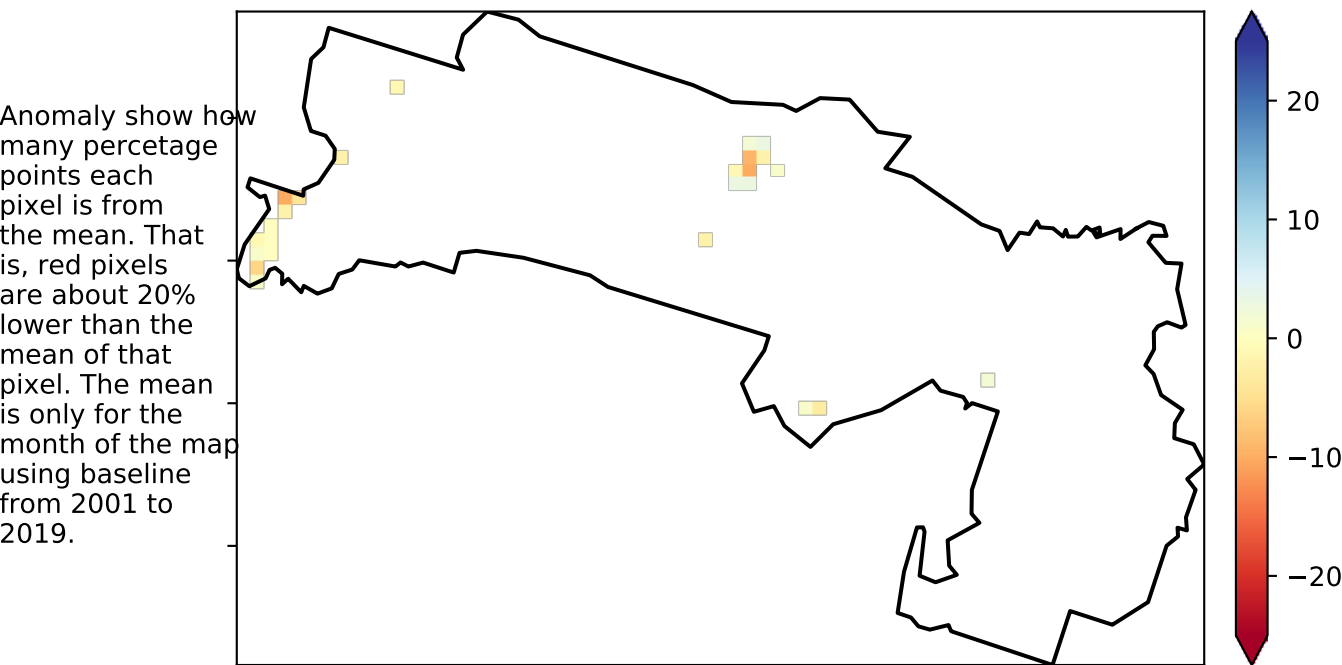 Anomaly show how
many percetage
points each
pixel is from
the mean. That
is, red pixels
are about 20%
lower than the
mean of that
pixel. The mean
is only for the
month of the map
using baseline
from 2001 to
2019.
20
10
0
−10
−20